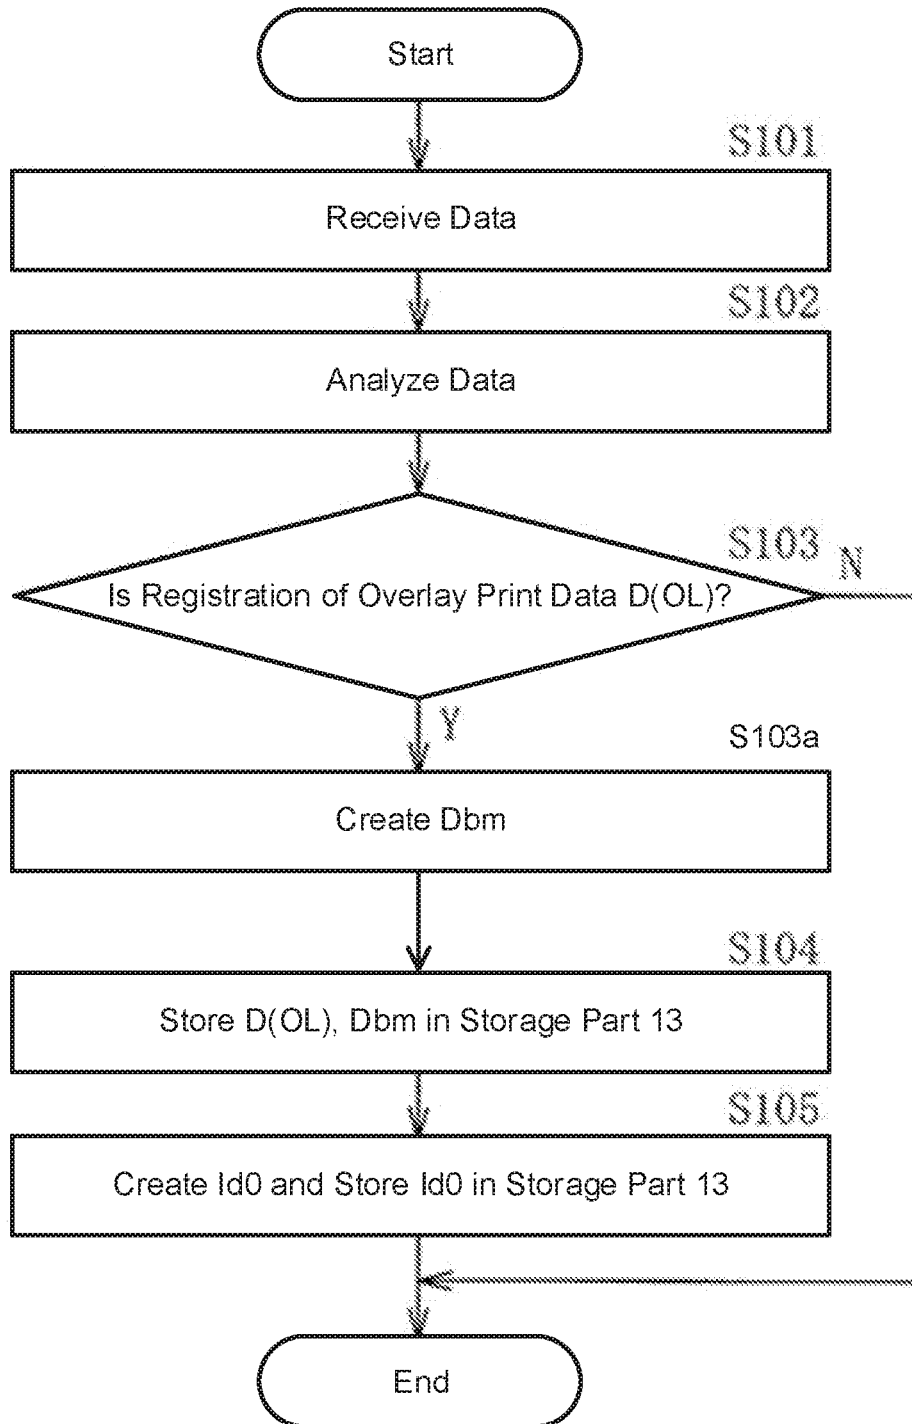 Start
S101
Receive Data
S102
Analyze Data
S103
N
Is Registration of Overlay Print Data D(OL)?
Y
S103a
Create Dbm
S104
Store D(OL), Dbm in Storage Part 13
S105
Create Id0 and Store Id0 in Storage Part 13
End